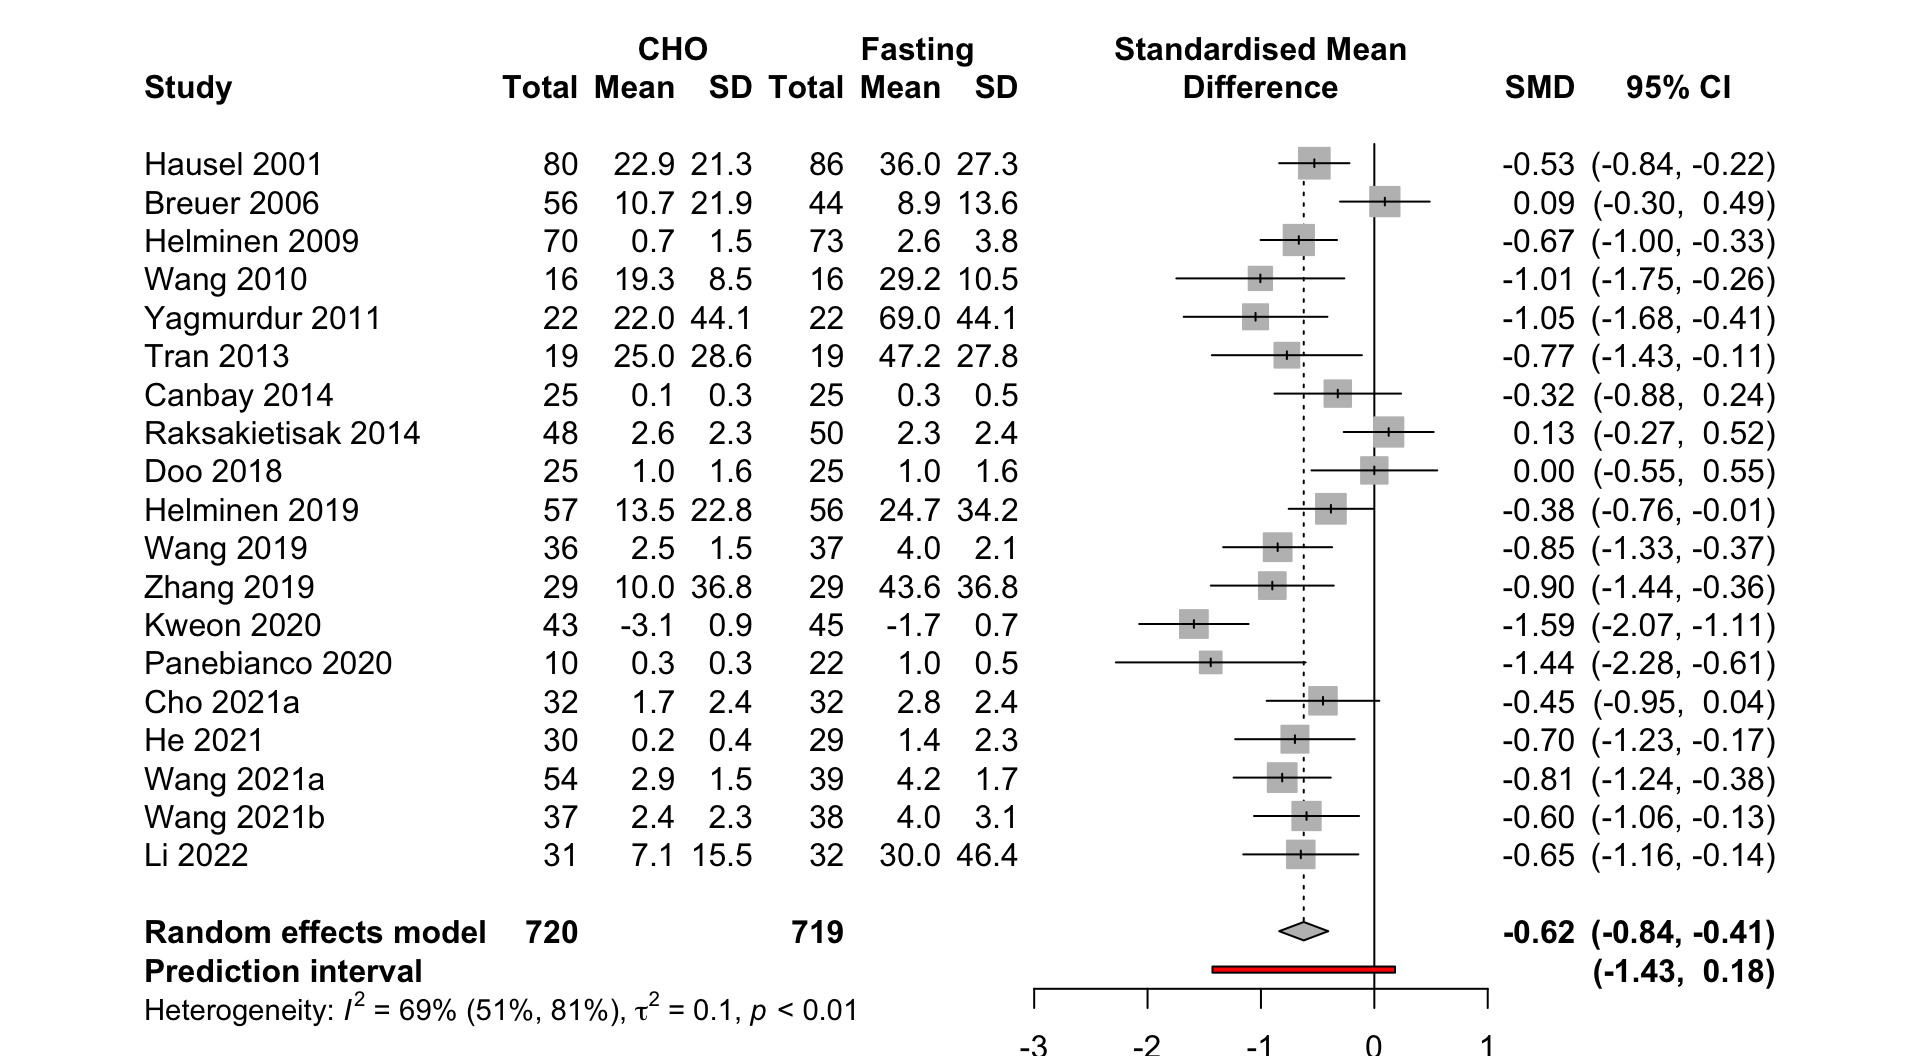 CHO Fasting Standardised Mean
Study Total Mean SD Total Mean SD Difference SMD 95% CI
Hausel 2001 80 22.9 21.3 86 36.0 27.3 -0.53 (-0.84, -0.22)
Breuer 2006 56 10.7 21.9 44 8.9 13.6 0.09 (-0.30, 0.49)
Helminen 2009 70 0.7 1.5 73 2.6 3.8 -0.67 (-1.00, -0.33)
Wang 2010 16 19.3 8.5 16 29.2 10.5 -1.01 (-1.75, -0.26)
Yagmurdur 2011 22 22.0 44.1 22 69.0 44.1 -1.05 (-1.68, -0.41)
Tran 2013 19 25.0 28.6 19 47.2 27.8 -0.77 (-1.43, -0.11)
Canbay 2014 25 0.1 0.3 25 0.3 0.5 -0.32 (-0.88, 0.24)
Raksakietisak 2014 48 2.6 2.3 50 2.3 2.4 0.13 (-0.27, 0.52)
Doo 2018 25 1.0 1.6 25 1.0 1.6 0.00 (-0.55, 0.55)
Helminen 2019 57 13.5 22.8 56 24.7 34.2 -0.38 (-0.76, -0.01)
Wang 2019 36 2.5 1.5 37 4.0 2.1 -0.85 (-1.33, -0.37)
Zhang 2019 29 10.0 36.8 29 43.6 36.8 -0.90 (-1.44, -0.36)
Kweon 2020 43 -3.1 0.9 45 -1.7 0.7 -1.59 (-2.07, -1.11)
Panebianco 2020 10 0.3 0.3 22 1.0 0.5 -1.44 (-2.28, -0.61)
Cho 2021a 32 1.7 2.4 32 2.8 2.4 -0.45 (-0.95, 0.04)
He 2021 30 0.2 0.4 29 1.4 2.3 -0.70 (-1.23, -0.17)
Wang 2021a 54 2.9 1.5 39 4.2 1.7 -0.81 (-1.24, -0.38)
Wang 2021b 37 2.4 2.3 38 4.0 3.1 -0.60 (-1.06, -0.13)
Li 2022 31 7.1 15.5 32 30.0 46.4 -0.65 (-1.16, -0.14)
Random effects model 720 719 -0.62 (-0.84, -0.41)
Prediction interval (-1.43, 0.18)
Heterogeneity: I² = 69% (51%, 81%), τ² = 0.1, p < 0.01
-3 -2 -1 0 1